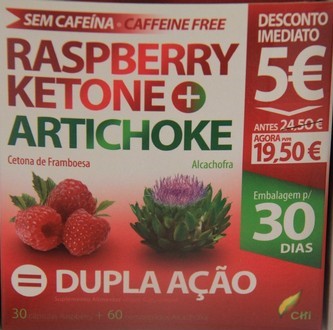 SEM CAFEÍNA - CAFFEINE FREE
RASPBERRY
KETONE +
ARTICHOKE
Cetona de Framboesa
Alcachofra
DESCONTO
IMEDIATO
5€
ANTES 24,50 €
AGORA PVPR
19,50 €
Embalagem p/
30
DIAS
= DUPLA AÇÃO
30
+ 60
CHI